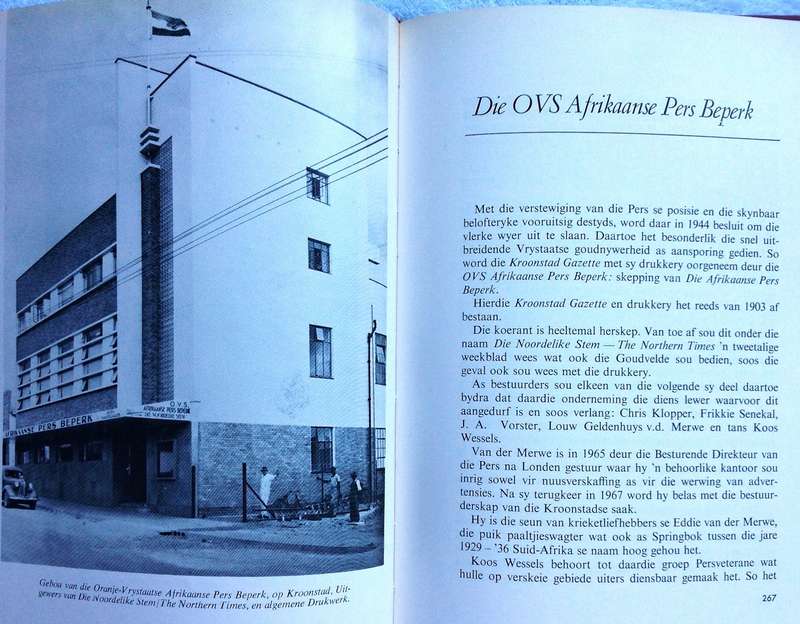 O.V.S.
AFRIKAANSE PERS BEPERK
DIE NOORDELIKE STEM
AFRIKAANSE PERS BEPERK
Gebou van die Oranje-Vrystaatse Afrikaanse Pers Beperk, op Kroonstad, Uit-
gewers van Die Noordelike Stem/The Northern Times, en algemene Drukwerk.
Die OVS Afrikaanse Pers Beperk
Met die verstewiging van die Pers se posisie en die skynbaar
belofteryke vooruitsig destyds, word daar in 1944 besluit om die
vlerke wyer uit te slaan. Daartoe het besonderlik die snel uit-
breidende Vrystaatse goudnywerheid as aansporing gedien. So
word die Kroonstad Gazette met sy drukkery oorgeneem deur die
OVS Afrikaanse Pers Beperk: skepping van Die Afrikaanse Pers
Beperk.
Hierdie Kroonstad Gazette en drukkery het reeds van 1903 af
bestaan.
Die koerant is heeltemal herskep. Van toe af sou dit onder die
naam Die Noordelike Stem — The Northern Times 'n tweetalige
weekblad wees wat ook die Goudvelde sou bedien, soos die
geval ook sou wees met die drukkery.
As bestuurders sou elkeen van die volgende sy deel daartoe
bydra dat daardie onderneming die diens lewer waarvoor dit
aangedurf is en soos verlang: Chris Klopper, Frikkie Senekal,
J. A. Vorster, Louw Geldenhuys v.d. Merwe en tans Koos
Wessels.
Van der Merwe is in 1965 deur die Besturende Direkteur van
die Pers na Londen gestuur waar hy 'n behoorlike kantoor sou
inrig sowel vir nuusverskaffing as vir die werwing van adver-
tensies. Na sy terugkeer in 1967 word hy belas met die bestuur-
derskap van die Kroonstadse saak.
Hy is die seun van krieketliefhebbers se Eddie van der Merwe,
die puik paaltjieswagter wat ook as Springbok tussen die jare
1929 – '36 Suid-Afrika se naam hoog gehou het.
Koos Wessels behoort tot daardie groep Persveterane wat
hulle op verskeie gebiede uiters diensbaar gemaak het. So het
267